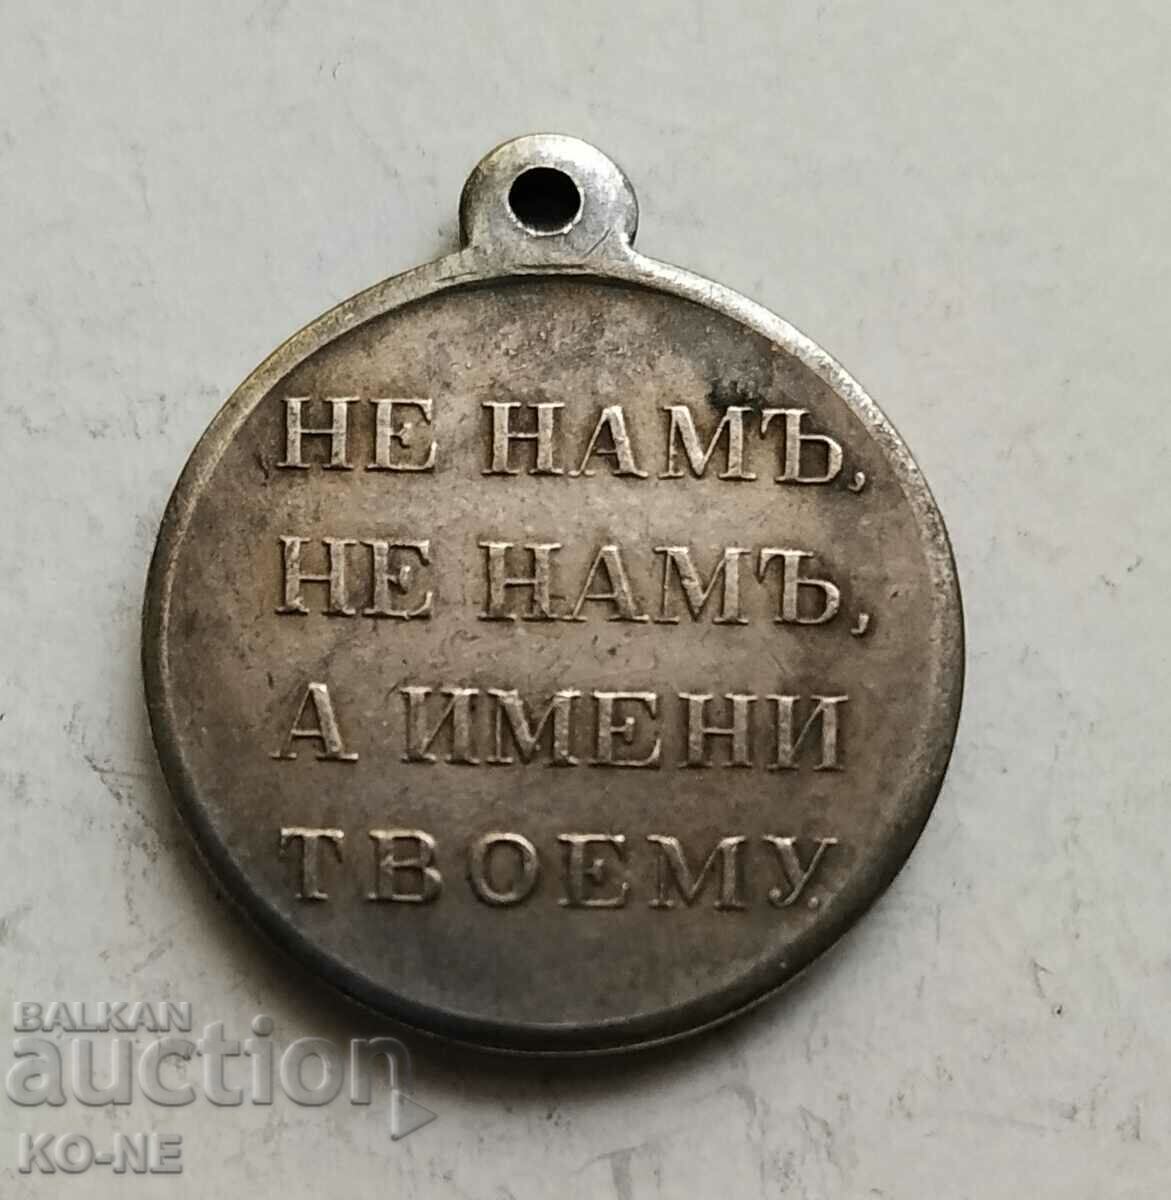 НЕ НАМЪ,
НЕ НАМЪ,
А ИМЕНИ
ТВОЕМУ.
BALKAN
auction
KO-NE